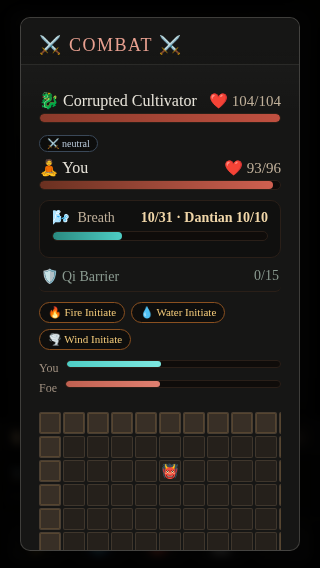 ⚔️ COMBAT ⚔️
🐉 Corrupted Cultivator ❤️ 104/104
⚔️ neutral
🧘 You ❤️ 93/96
🌬️ Breath 10/31 · Dantian 10/10
🛡️ Qi Barrier 0/15
🔥 Fire Initiate 💧 Water Initiate
🌪️ Wind Initiate
You
Foe